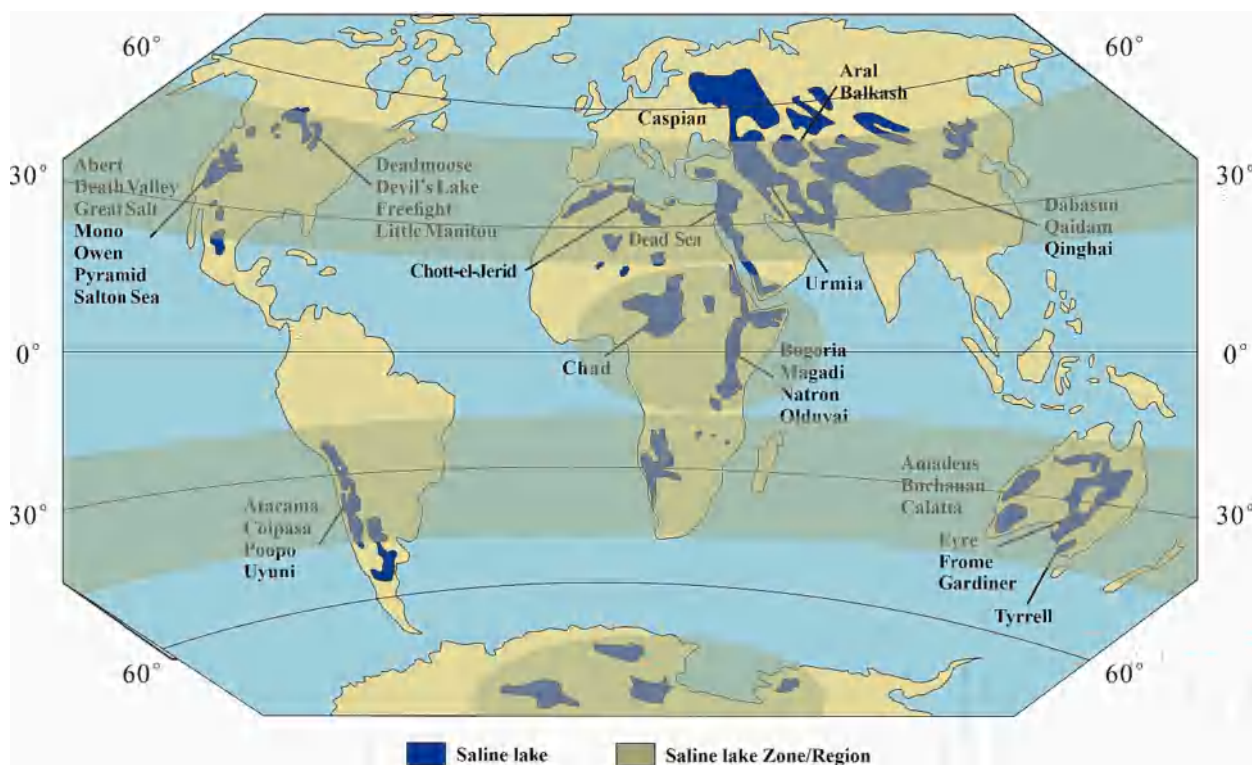 60°
60°
Aral
Balkash
Caspian
30°
30°
Abert
Death Valley
Great Salt
Mono
Owen
Pyramid
Salton Sea
Deadmoose
Devil's Lake
Freefight
Little Manitou
Chott-el-Jerid
Dead Sea
Urmia
Dabasun
Qaidam
Qinghai
0°
0°
Chad
Bogoria
Magadi
Natron
Olduvai
30°
30°
Atacama
Coipasa
Poopo
Uyuni
Amadeus
Buchanan
Calatta
Eyre
Frome
Gardiner
Tyrrell
60°
60°
Saline lake
Saline lake Zone/Region